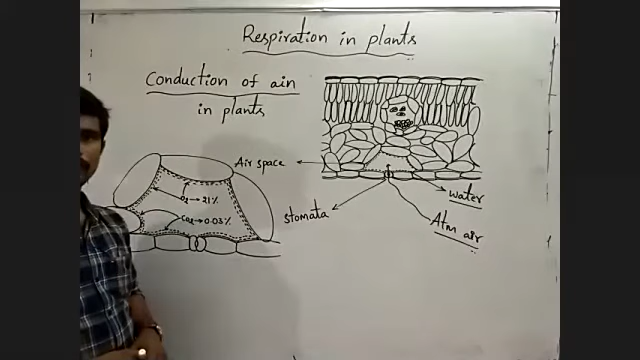 Respiration in plants
Conduction of air
in plants
Air space
O2 → 21%
CO2 → 0.03%
stomata
water
Atm air